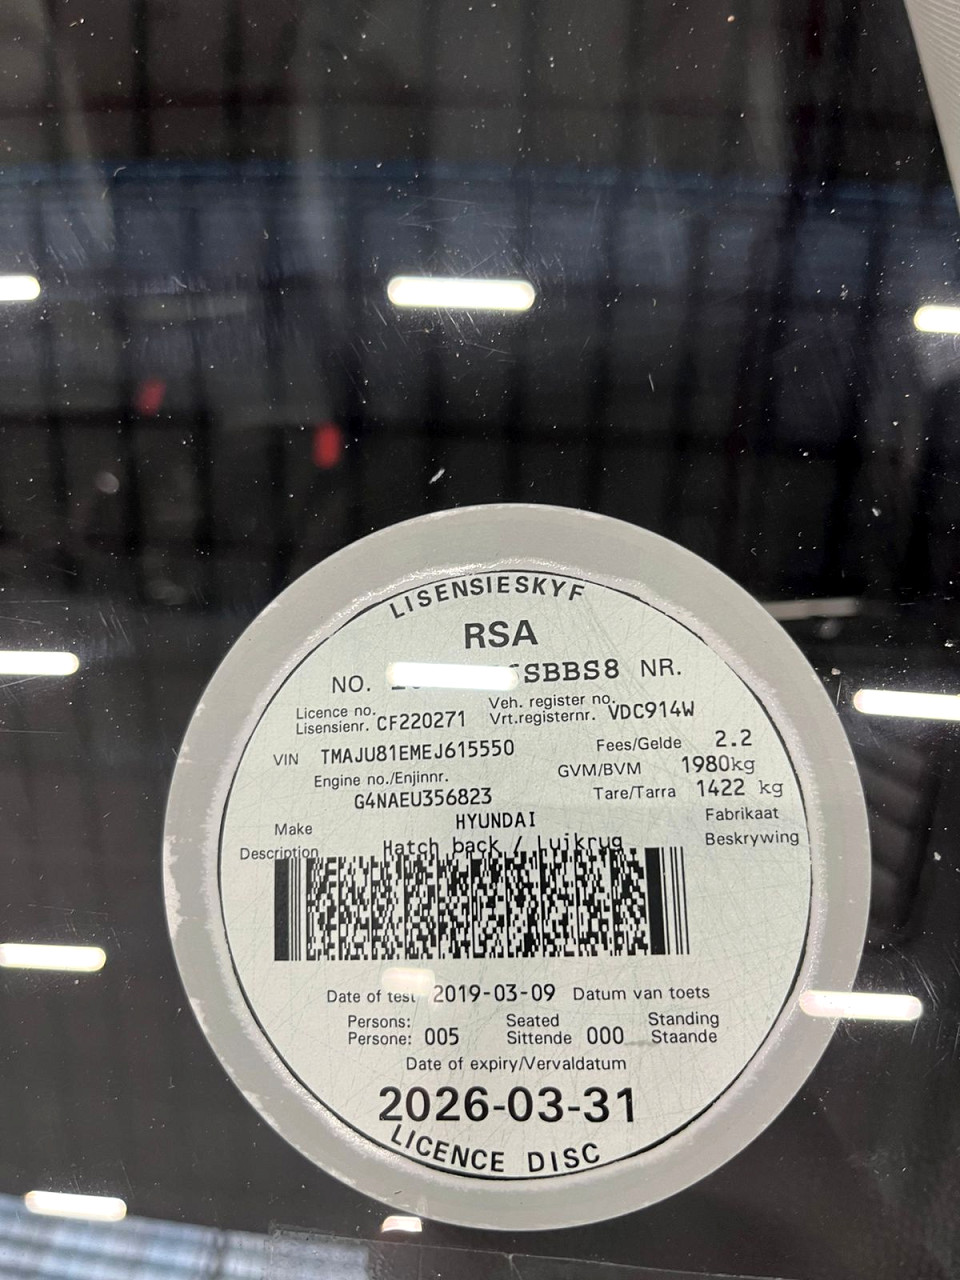 LISENSIESKYF
RSA
NO. NR.
Licence no. Veh. register no.
Lisensienr. CF220271 Vrt.registernr. VDC914W
VIN TMAJU81EMEJ615550 Fees/Gelde 2.2
Engine no./Enjinnr. GVM/BVM 1980kg
G4NAEU356823 Tare/Tarra 1422 kg
Make HYUNDAI Fabrikaat
Description Hatch back / Luikrug Beskrywing
Date of test 2019-03-09 Datum van toets
Persons: Seated Standing
Persone: 005 Sittende 000 Staande
Date of expiry/Vervaldatum
2026-03-31
LICENCE DISC